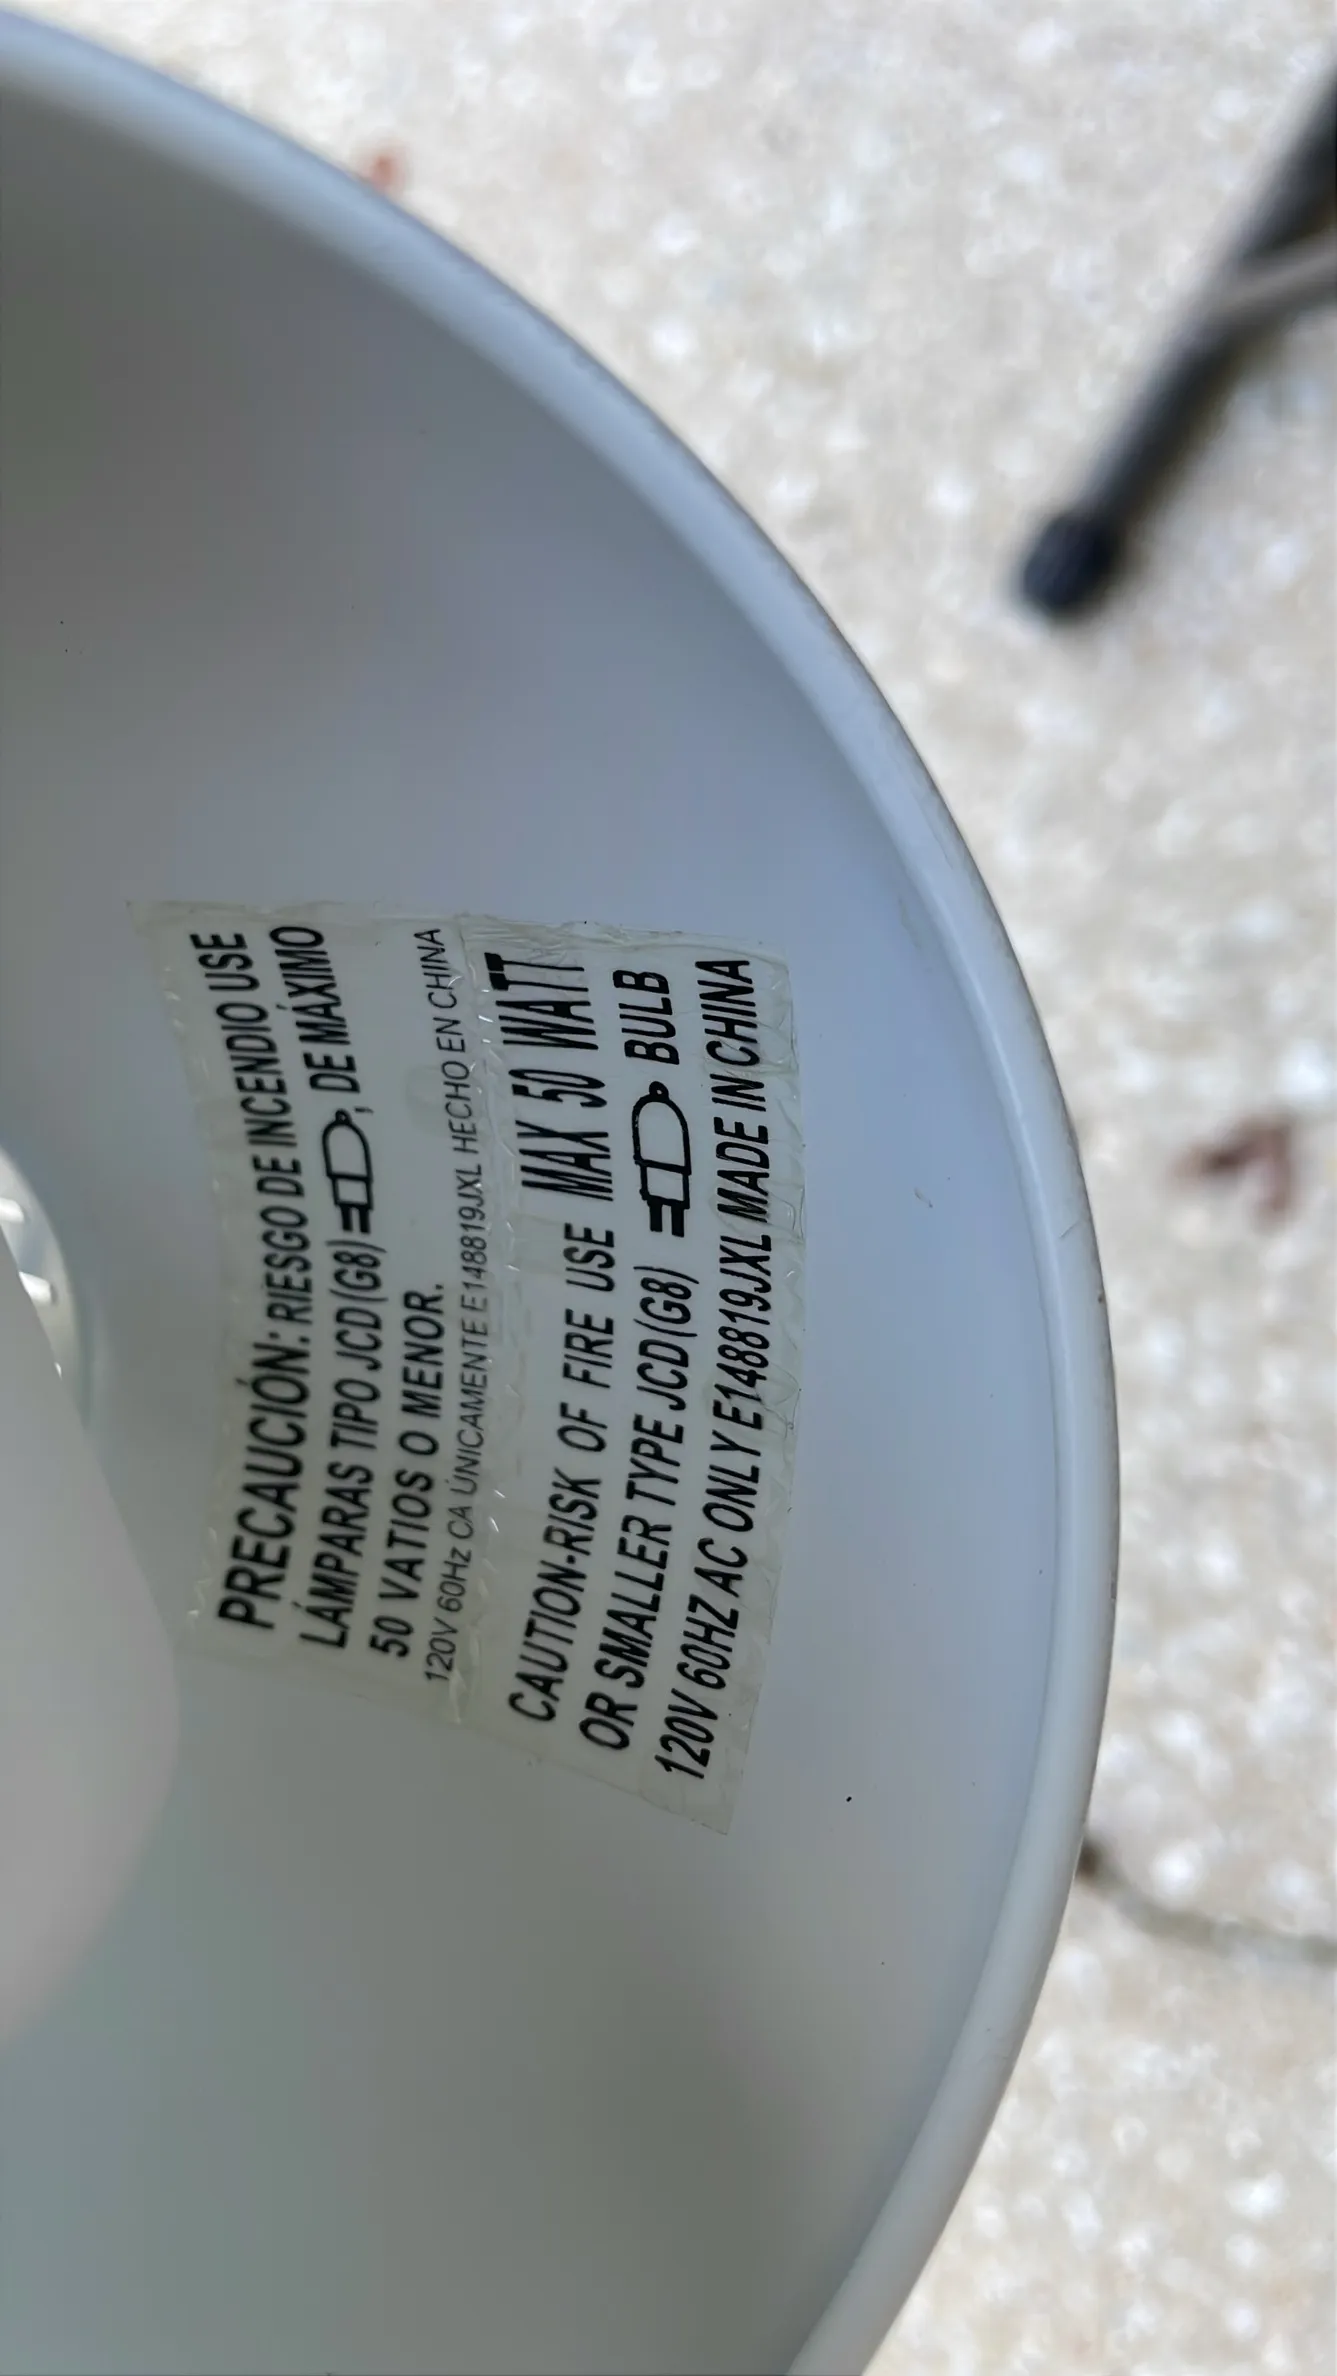 PRECAUCIÓN: RIESGO DE INCENDIO USE
LÁMPARAS TIPO JCD(G8) , DE MÁXIMO
50 VATIOS O MENOR.
120V 60Hz CA ÚNICAMENTE E148819JXL HECHO EN CHINA
CAUTION-RISK OF FIRE USE MAX 50 WATT
OR SMALLER TYPE JCD(G8) BULB
120V 60HZ AC ONLY E148819JXL MADE IN CHINA